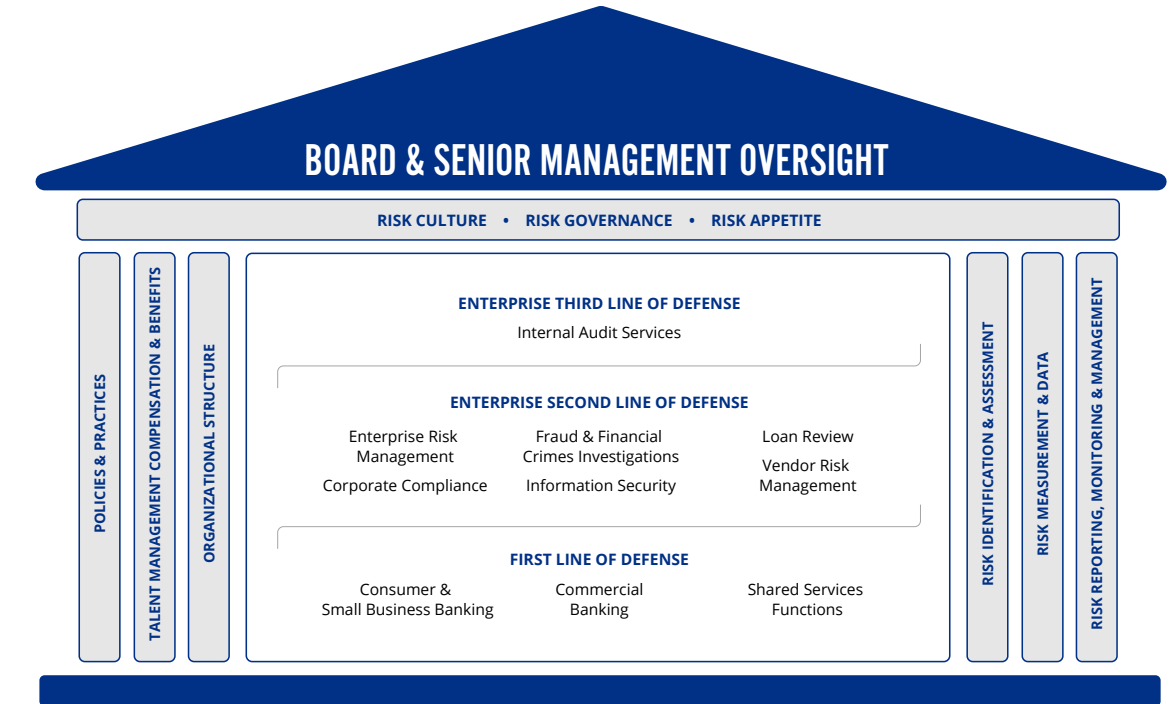 BOARD & SENIOR MANAGEMENT OVERSIGHT
RISK CULTURE • RISK GOVERNANCE • RISK APPETITE
POLICIES & PRACTICES
TALENT MANAGEMENT COMPENSATION & BENEFITS
ORGANIZATIONAL STRUCTURE
ENTERPRISE THIRD LINE OF DEFENSE
Internal Audit Services
ENTERPRISE SECOND LINE OF DEFENSE
Enterprise Risk
Management
Corporate Compliance
Fraud & Financial
Crimes Investigations
Information Security
Loan Review
Vendor Risk
Management
FIRST LINE OF DEFENSE
Consumer &
Small Business Banking
Commercial
Banking
Shared Services
Functions
RISK IDENTIFICATION & ASSESSMENT
RISK MEASUREMENT & DATA
RISK REPORTING, MONITORING & MANAGEMENT